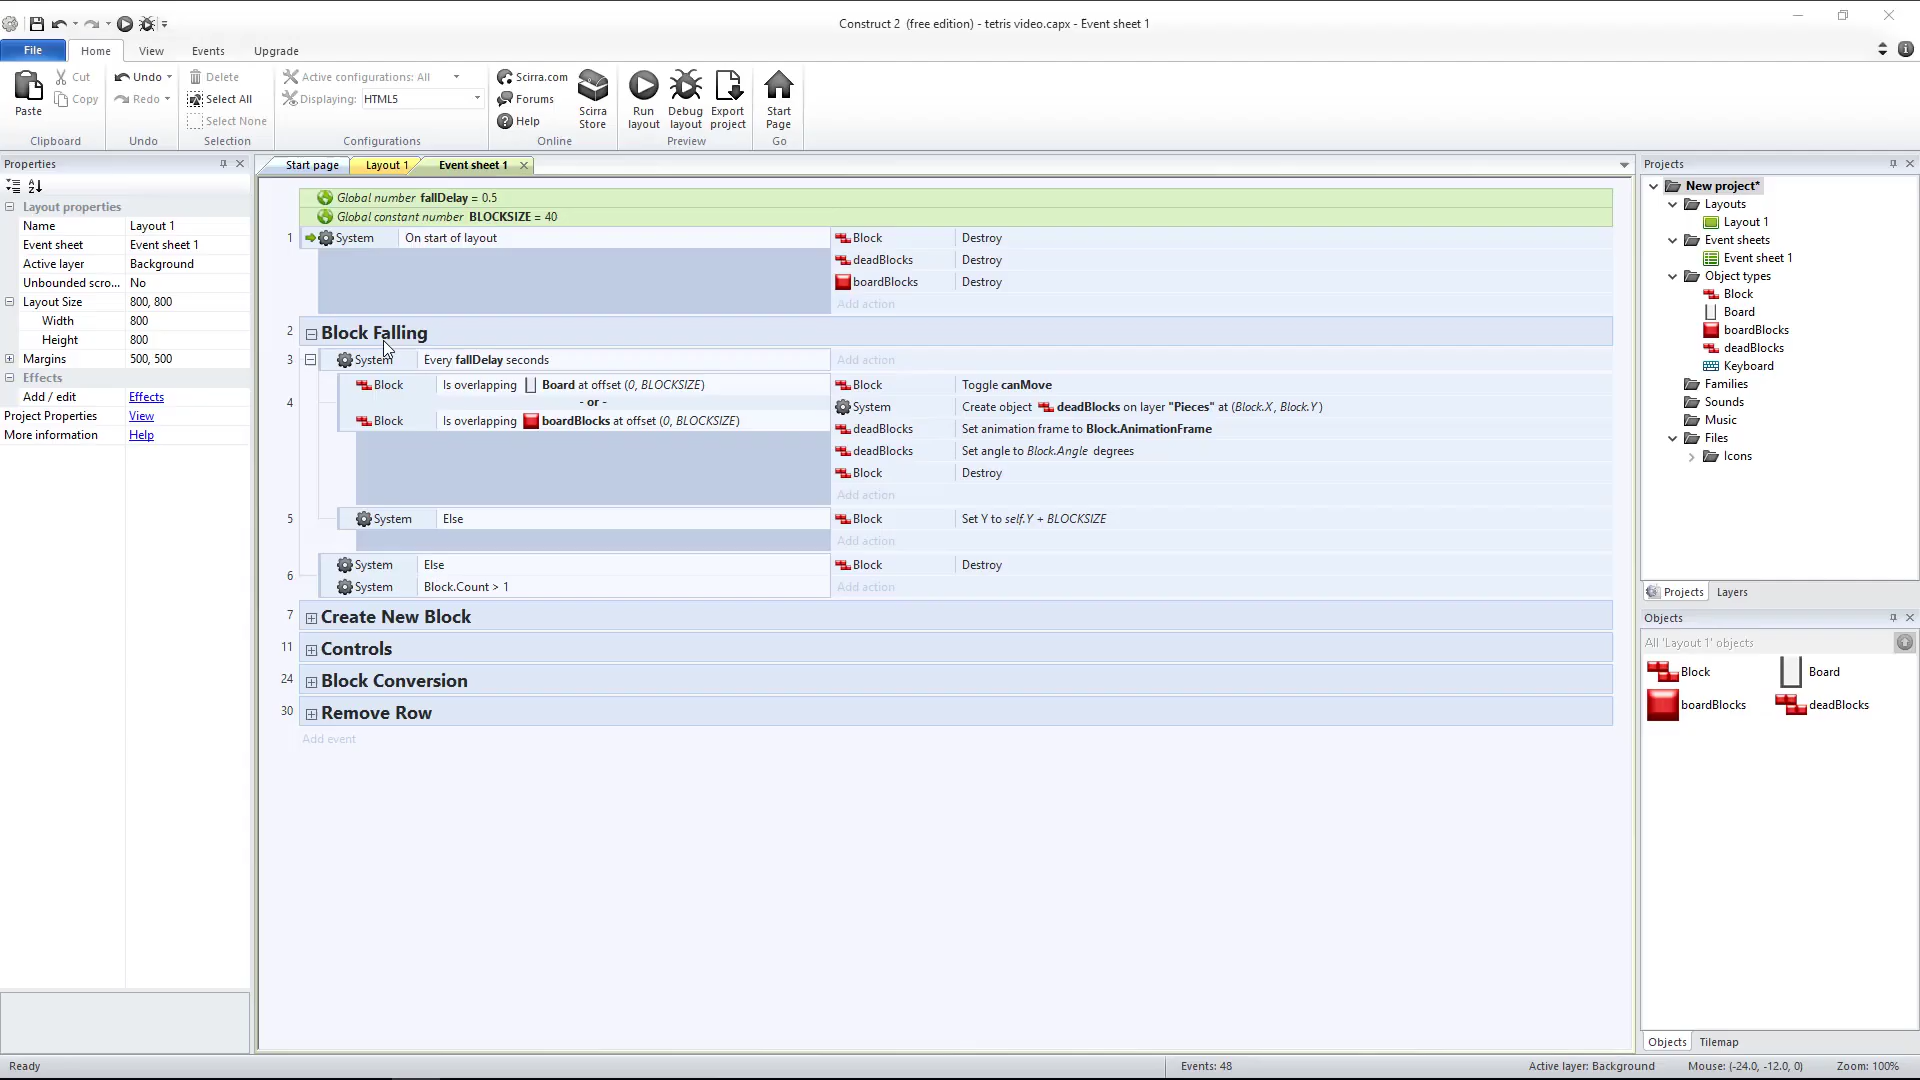 Construct 2 (free edition) - tetris video.capx - Event sheet 1
File Home View Events Upgrade
Paste Cut Copy Clipboard
Undo Redo Undo
Delete Select All Select None Selection
Active configurations: All
Displaying: HTML5
Configurations
Scirra.com Forums Help Scirra Store Online
Run layout Debug layout Export project Preview
Start Page Go
Properties
Layout properties
Name Layout 1
Event sheet Event sheet 1
Active layer Background
Unbounded scro... No
Layout Size 800, 800
Width 800
Height 800
Margins 500, 500
Effects
Add / edit Effects
Project Properties View
More information Help
Start page Layout 1 Event sheet 1
Global number fallDelay = 0.5
Global constant number BLOCKSIZE = 40
1 System On start of layout Block Destroy
deadBlocks Destroy
boardBlocks Destroy
Add action
2 Block Falling
3 System Every fallDelay seconds Add action
4 Block Is overlapping Board at offset (0, BLOCKSIZE) Block Toggle canMove
- or - System Create object deadBlocks on layer "Pieces" at (Block.X, Block.Y)
Block Is overlapping boardBlocks at offset (0, BLOCKSIZE) deadBlocks Set animation frame to Block.AnimationFrame
deadBlocks Set angle to Block.Angle degrees
Block Destroy
Add action
5 System Else Block Set Y to self.Y + BLOCKSIZE
Add action
6 System Else Block Destroy
System Block.Count > 1 Add action
7 Create New Block
11 Controls
24 Block Conversion
30 Remove Row
Add event
Projects
New project*
Layouts
Layout 1
Event sheets
Event sheet 1
Object types
Block
Board
boardBlocks
deadBlocks
Keyboard
Families
Sounds
Music
Files
Icons
Projects Layers
Objects
All 'Layout 1' objects
Block Board
boardBlocks deadBlocks
Objects Tilemap
Ready Events: 48 Active layer: Background Mouse: (-24.0, -12.0, 0) Zoom: 100%